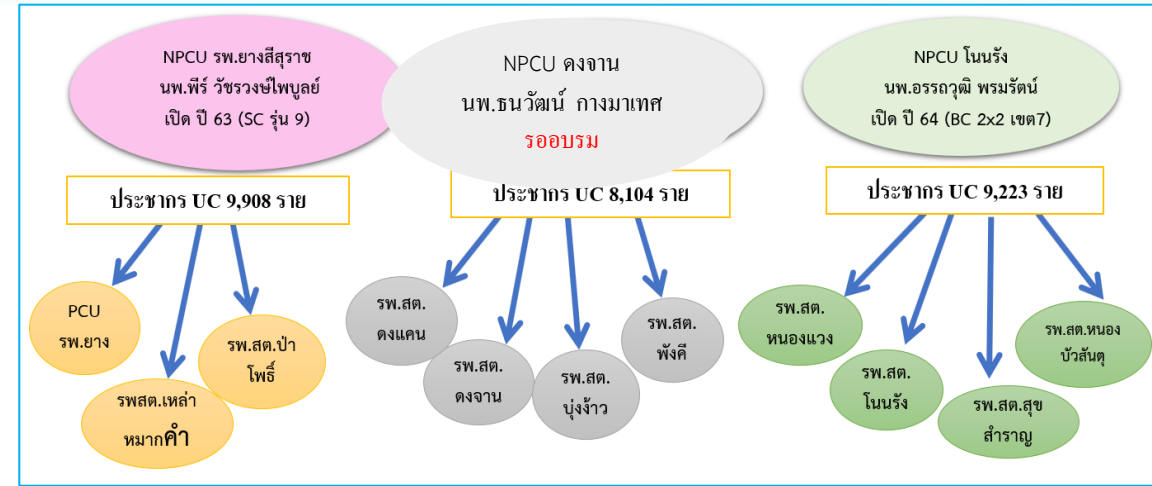 NPCU รพ.ยางสีสุราช
นพ.พีร์ วัชรวงษ์ไพบูลย์
เปิด ปี 63 (SC รุ่น 9)
ประชากร UC 9,908 ราย
PCU
รพ.ยาง
รพสต.เหล่า
หมากคำ
รพ.สต.ป่า
โพธิ์
NPCU ดงจาน
นพ.ธนวัฒน์ กางมาเทศ
รออบรม
ประชากร UC 8,104 ราย
รพ.สต.
ดงแคน
รพ.สต.
ดงจาน
รพ.สต.
บุ่งง้าว
รพ.สต.
พังคี
NPCU โนนรัง
นพ.อรรถวุฒิ พรมรัตน์
เปิด ปี 64 (BC 2x2 เขต7)
ประชากร UC 9,223 ราย
รพ.สต.
หนองแวง
รพ.สต.
โนนรัง
รพ.สต.สุข
สำราญ
รพ.สต.หนอง
บัวสันตุ